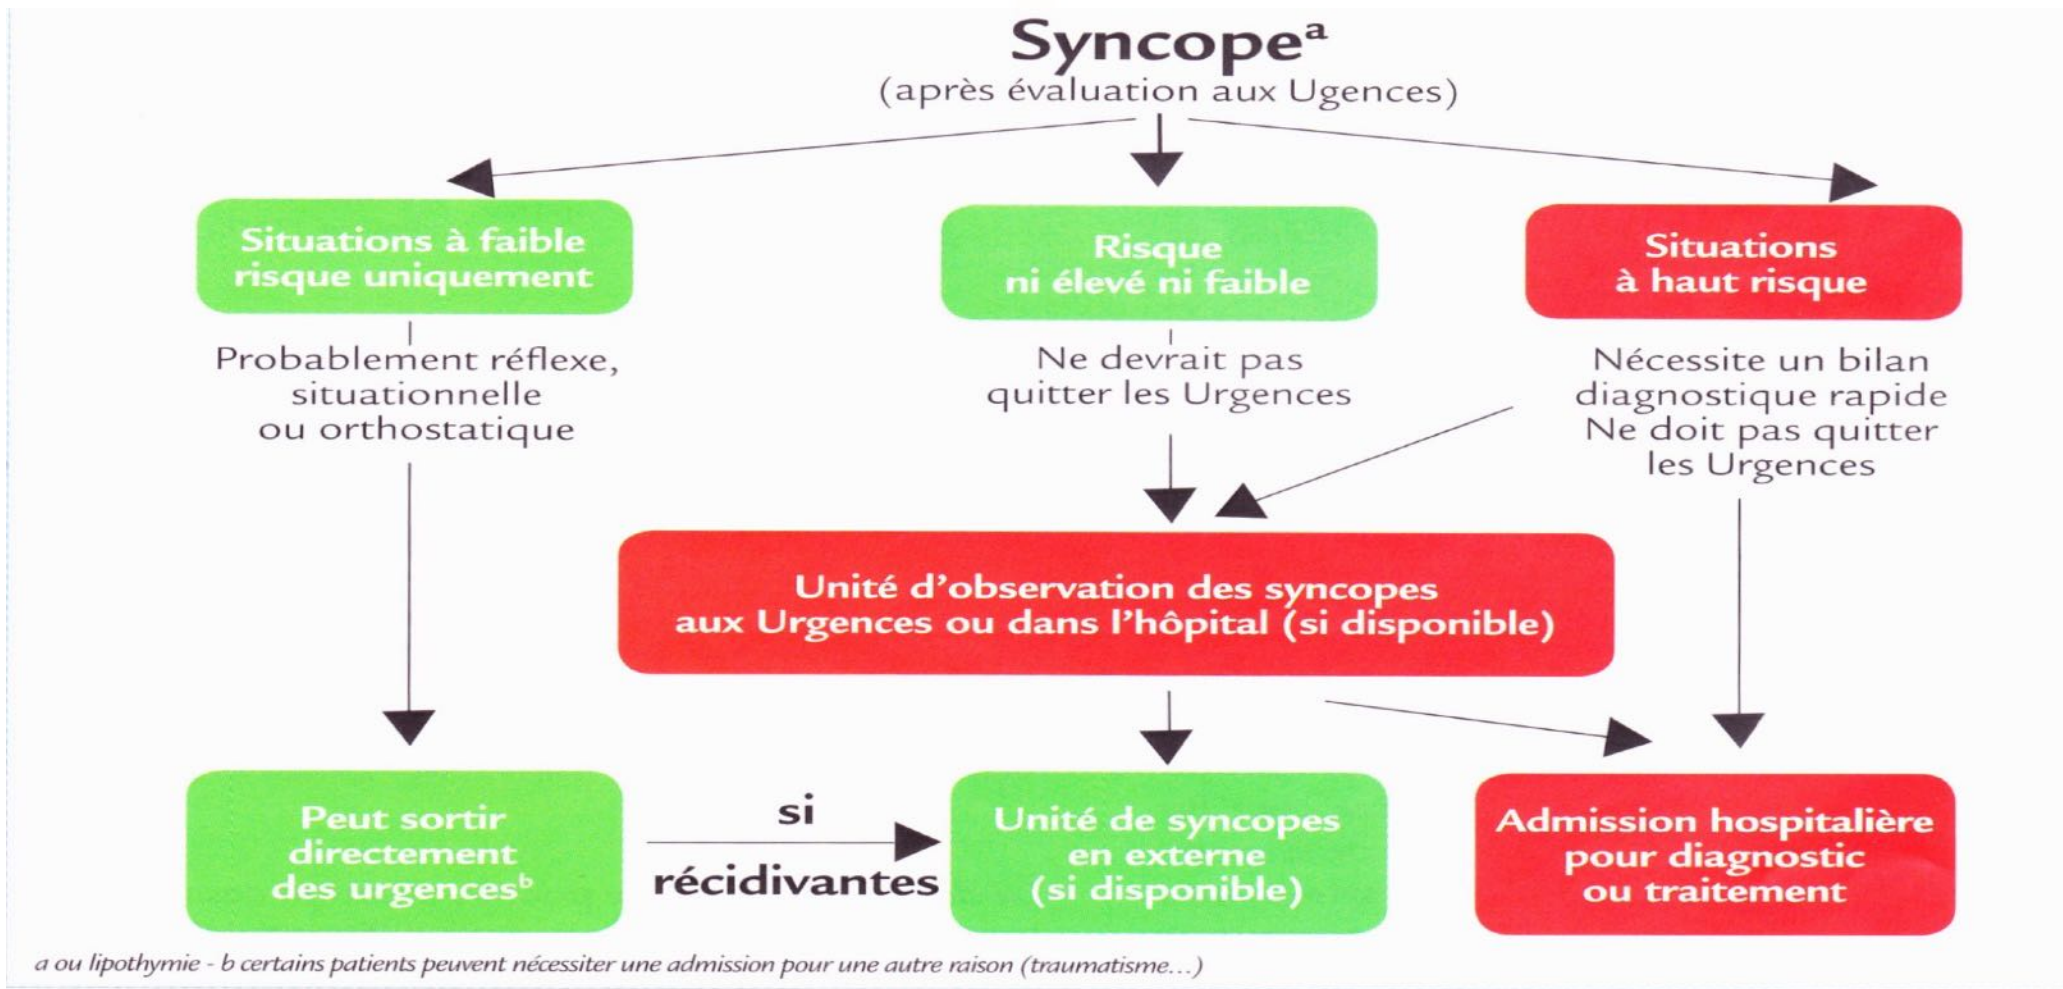 Syncopeᵃ
(après évaluation aux Ugences)
Situations à faible
risque uniquement
Risque
ni élevé ni faible
Situations
à haut risque
Probablement réflexe,
situationnelle
ou orthostatique
Ne devrait pas
quitter les Urgences
Nécessite un bilan
diagnostique rapide
Ne doit pas quitter
les Urgences
Unité d’observation des syncopes
aux Urgences ou dans l’hôpital (si disponible)
Peut sortir
directement
des urgencesᵇ
si
récidivantes
Unité de syncopes
en externe
(si disponible)
Admission hospitalière
pour diagnostic
ou traitement
a ou lipothymie - b certains patients peuvent nécessiter une admission pour une autre raison (traumatisme...)